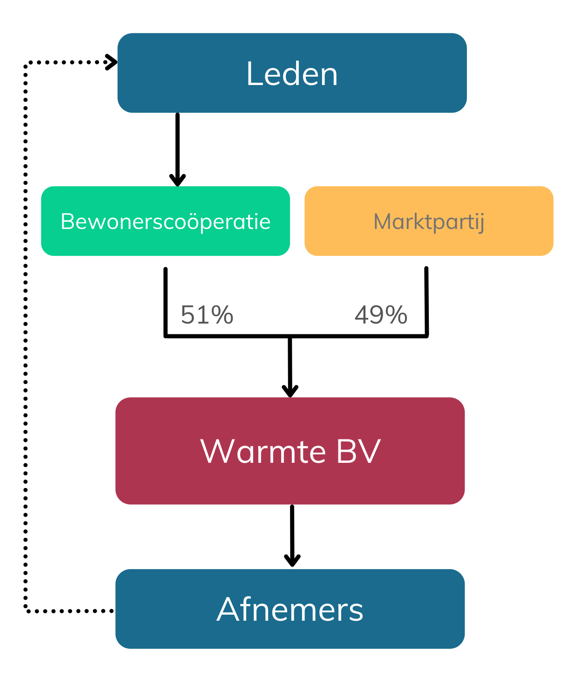 Leden
Bewonerscoöperatie
Marktpartij
51%
49%
Warmte BV
Afnemers